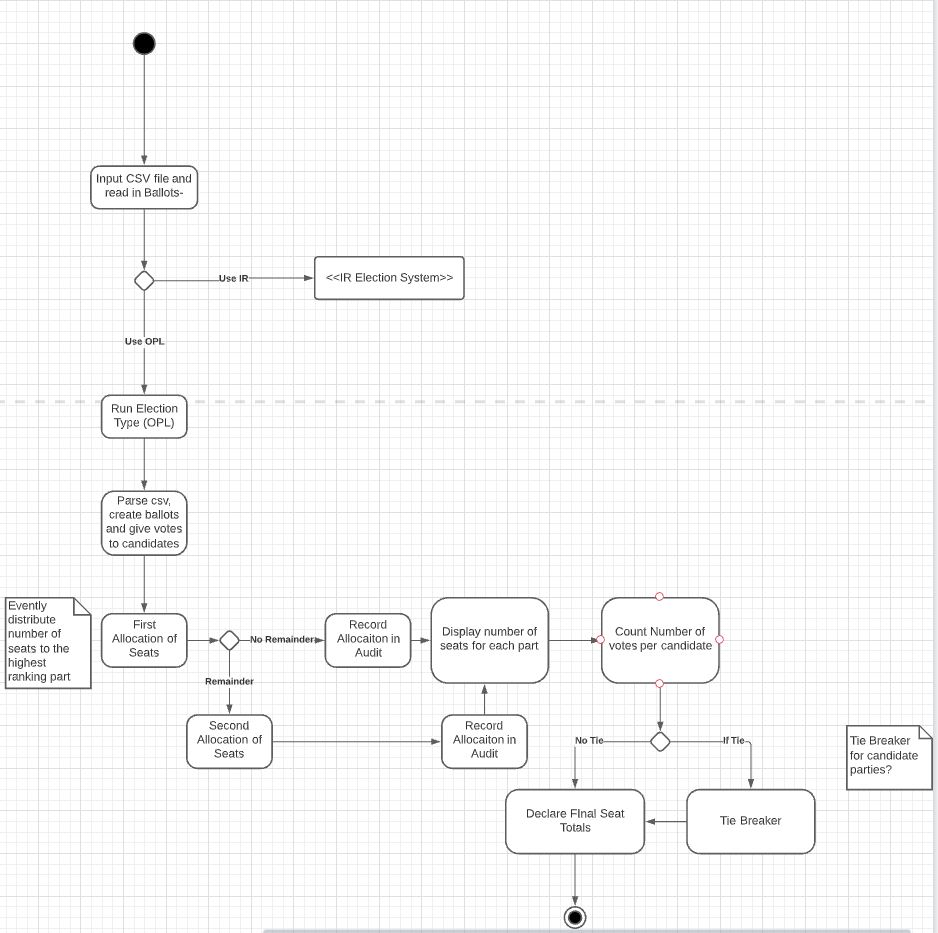 Input CSV file and
read in Ballots-
Use IR
<<IR Election System>>
Use OPL
Run Election
Type (OPL)
Parse csv,
create ballots
and give votes
to candidates
Evently
distribute
number of
seats to the
highest
ranking part
First
Allocation of
Seats
No Remainder
Record
Allocaiton in
Audit
Display number of
seats for each part
Count Number of
votes per candidate
Remainder
Second
Allocation of
Seats
Record
Allocaiton in
Audit
No Tie
If Tie
Tie Breaker
for candidate
parties?
Declare FInal Seat
Totals
Tie Breaker